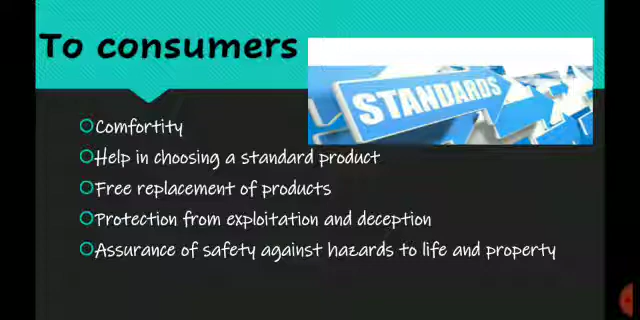 To consumers
STANDARDS
Comfortity
Help in choosing a standard product
Free replacement of products
Protection from exploitation and deception
Assurance of safety against hazards to life and property